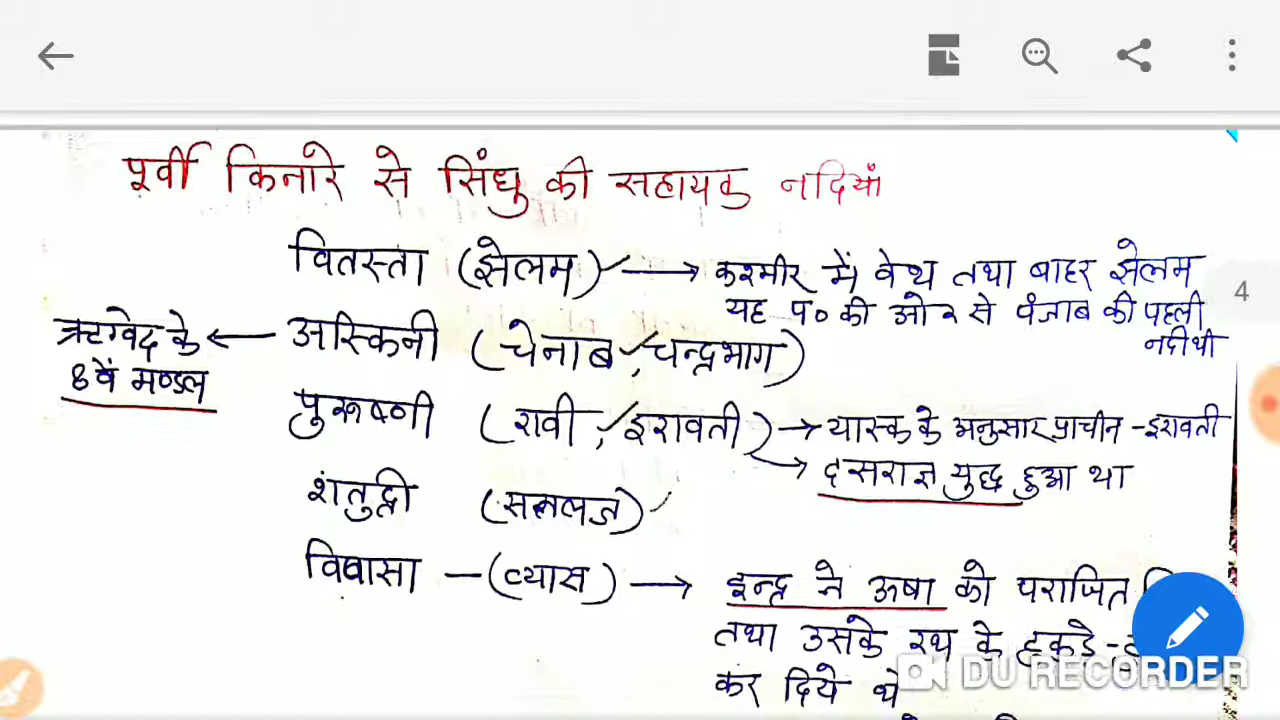 पूर्वी किनारे से सिंधु की सहायक नदियाँ
वितस्ता (झेलम) → कश्मीर में वेथ तथा बाहर झेलम
यह प० की ओर से पंजाब की पहली
नदी थी
4
ऋग्वेद के ← अस्किनी (चेनाब, चन्द्रभाग)
8 वें मण्डल
पुरूष्णी (रावी, इरावती) → यास्क के अनुसार प्राचीन - इरावती
→ दसराज्ञ युद्ध हुआ था
शतुद्री (सतलज)
विपासा – (व्यास) → इन्द्र ने ऊषा को पराजित
तथा उसके रथ के टुकडे -
कर दिये थे
DU RECORDER